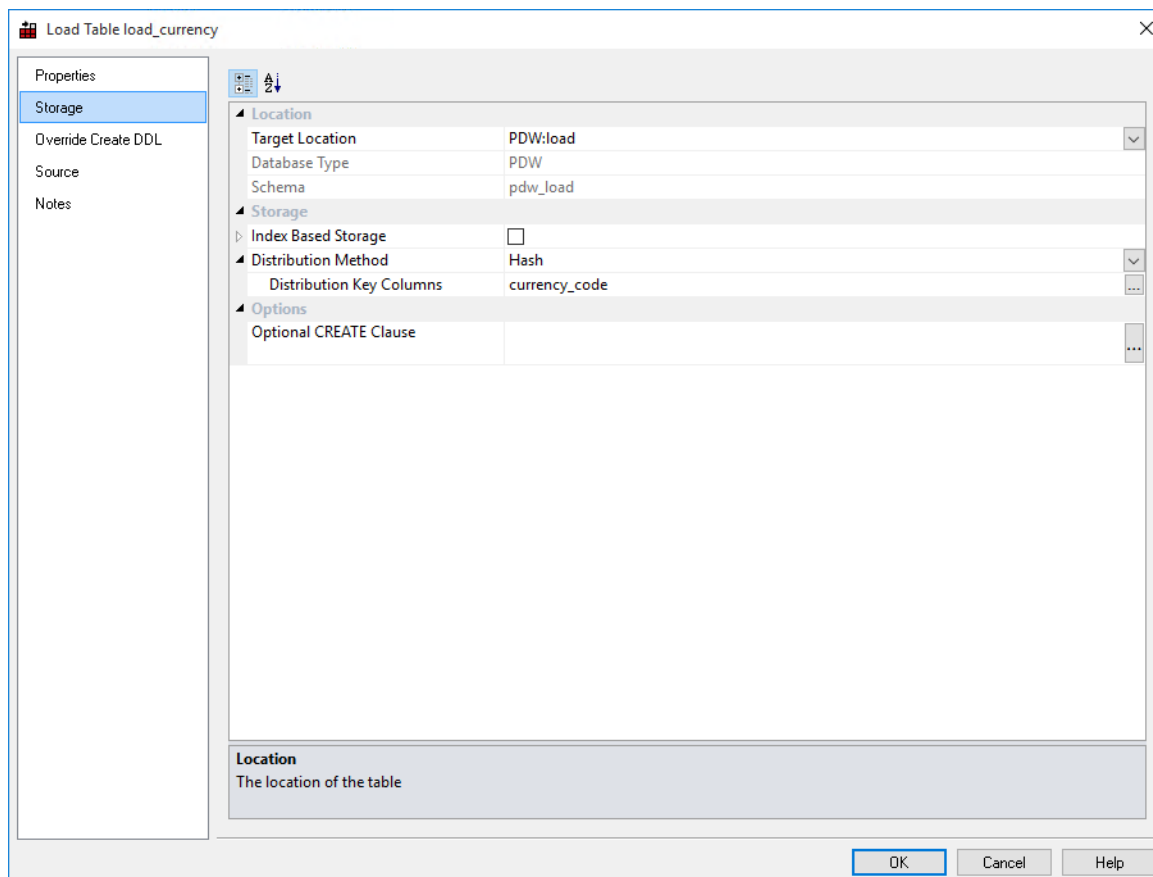 Load Table load_currency
Properties
Storage
Override Create DDL
Source
Notes
Location
Target Location PDW:load
Database Type PDW
Schema pdw_load
Storage
Index Based Storage
Distribution Method Hash
Distribution Key Columns currency_code
...
Options
Optional CREATE Clause
...
Location
The location of the table
OK Cancel Help